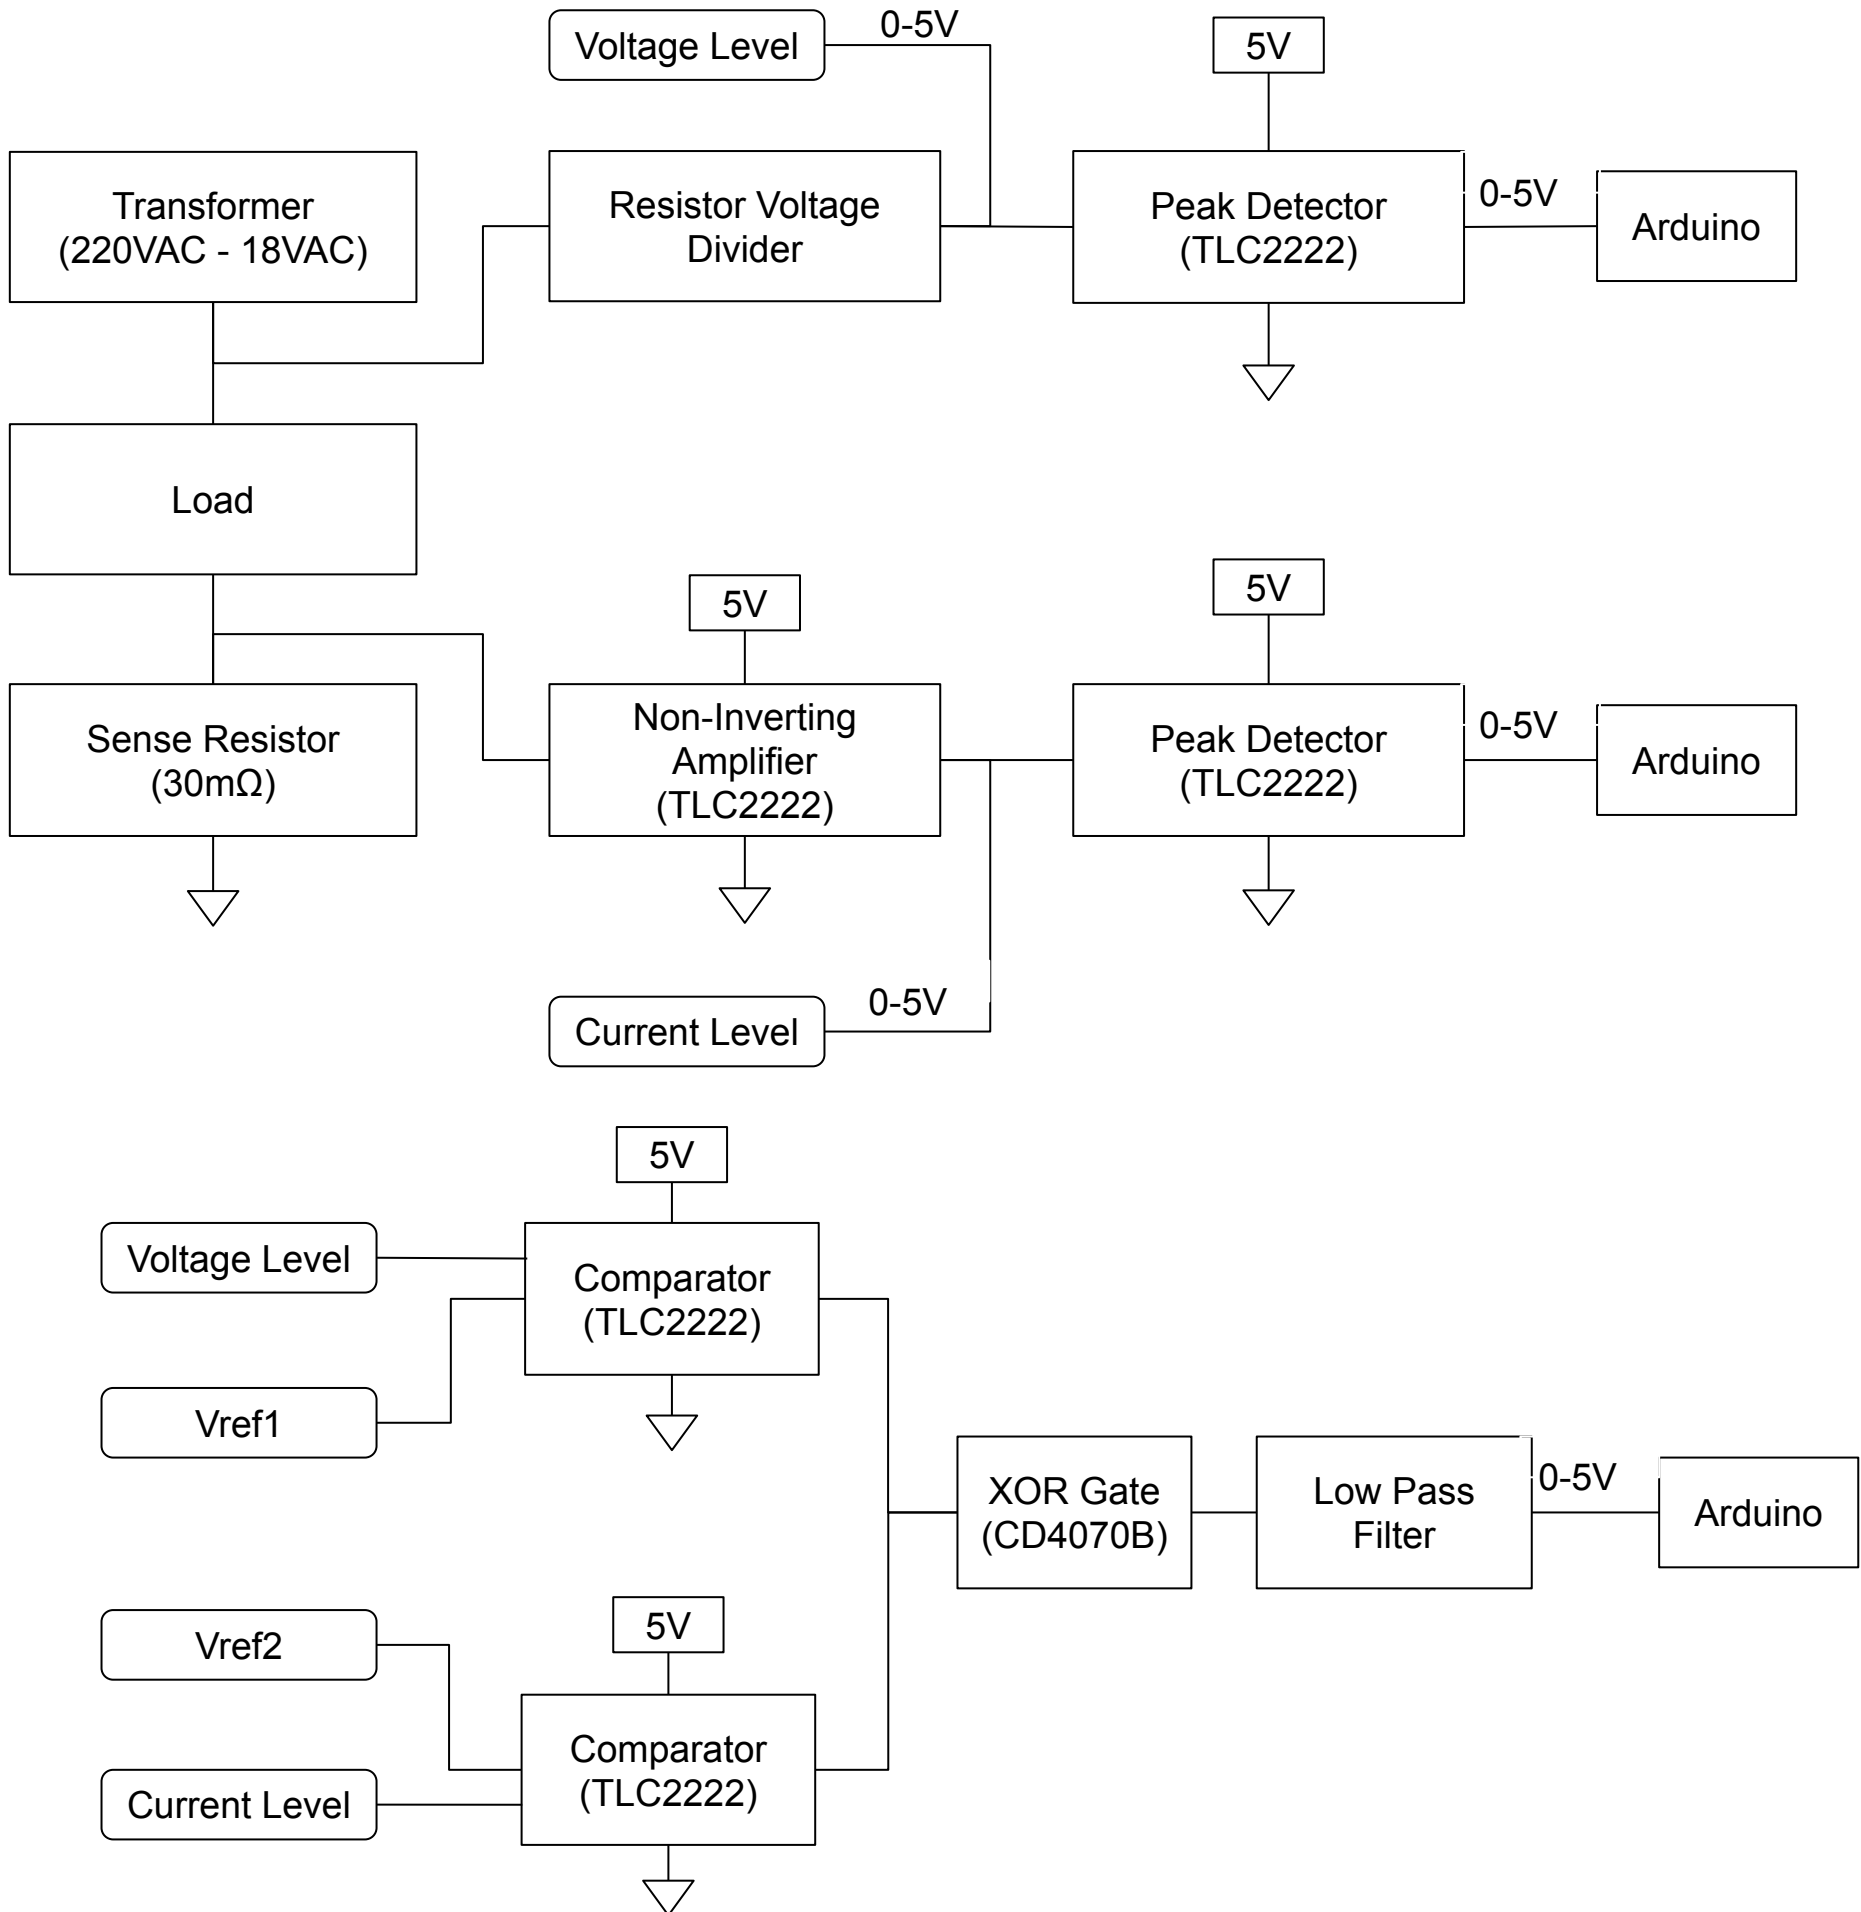 Voltage Level
0-5V
5V
Transformer
(220VAC - 18VAC)
Resistor Voltage
Divider
Peak Detector
(TLC2222)
0-5V
Arduino
Load
5V
5V
Sense Resistor
(30mΩ)
Non-Inverting
Amplifier
(TLC2222)
Peak Detector
(TLC2222)
0-5V
Arduino
Current Level
0-5V
5V
Voltage Level
Comparator
(TLC2222)
Vref1
XOR Gate
(CD4070B)
Low Pass
Filter
0-5V
Arduino
Vref2
5V
Comparator
(TLC2222)
Current Level